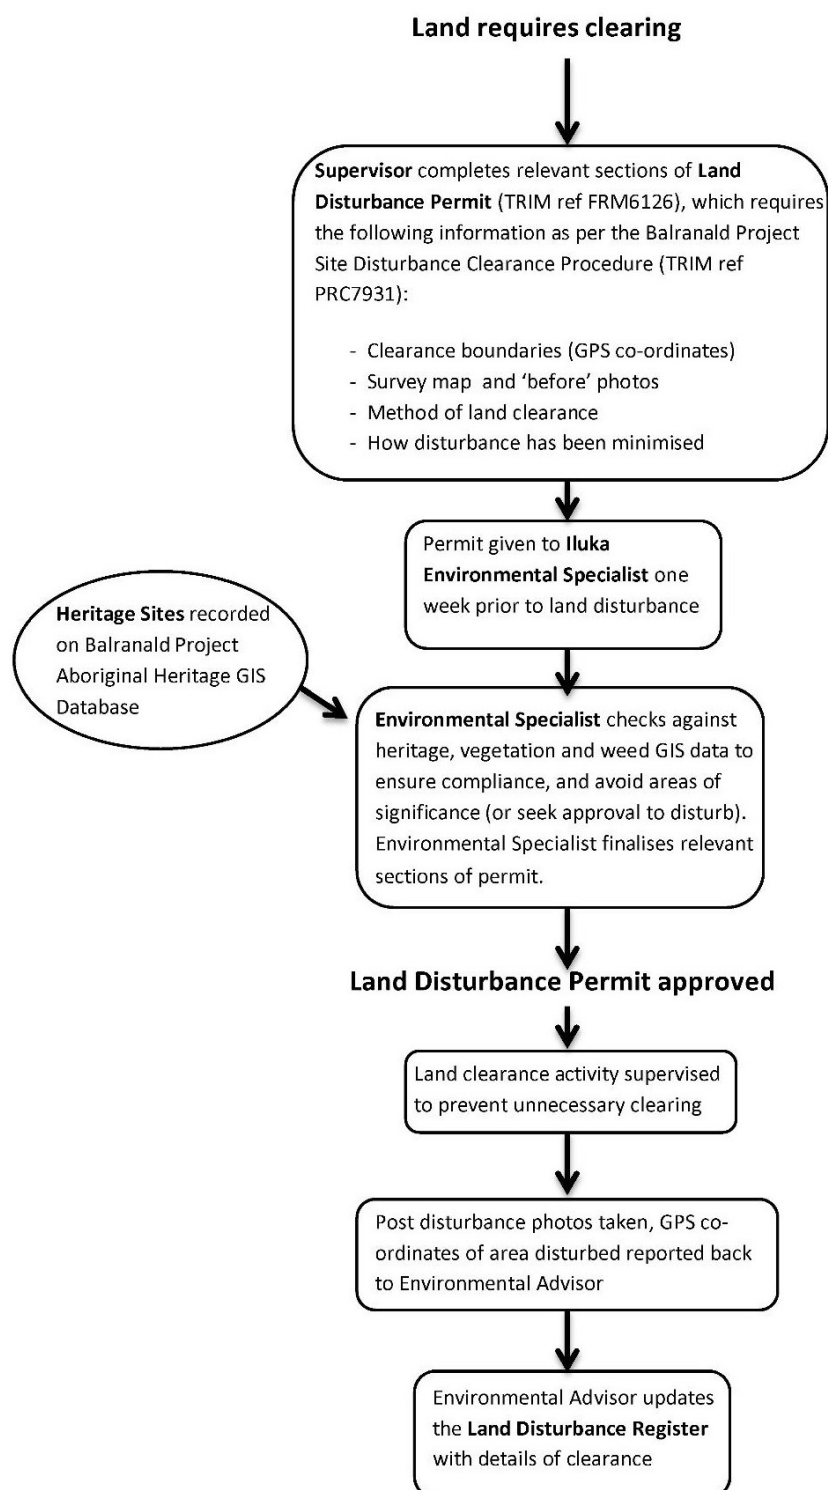 Land requires clearing
Supervisor completes relevant sections of Land
Disturbance Permit (TRIM ref FRM6126), which requires
the following information as per the Balranald Project
Site Disturbance Clearance Procedure (TRIM ref
PRC7931):
- Clearance boundaries (GPS co-ordinates)
- Survey map and ‘before’ photos
- Method of land clearance
- How disturbance has been minimised
Permit given to Iluka
Environmental Specialist one
week prior to land disturbance
Heritage Sites recorded
on Balranald Project
Aboriginal Heritage GIS
Database
Environmental Specialist checks against
heritage, vegetation and weed GIS data to
ensure compliance, and avoid areas of
significance (or seek approval to disturb).
Environmental Specialist finalises relevant
sections of permit.
Land Disturbance Permit approved
Land clearance activity supervised
to prevent unnecessary clearing
Post disturbance photos taken, GPS co-
ordinates of area disturbed reported back
to Environmental Advisor
Environmental Advisor updates
the Land Disturbance Register
with details of clearance